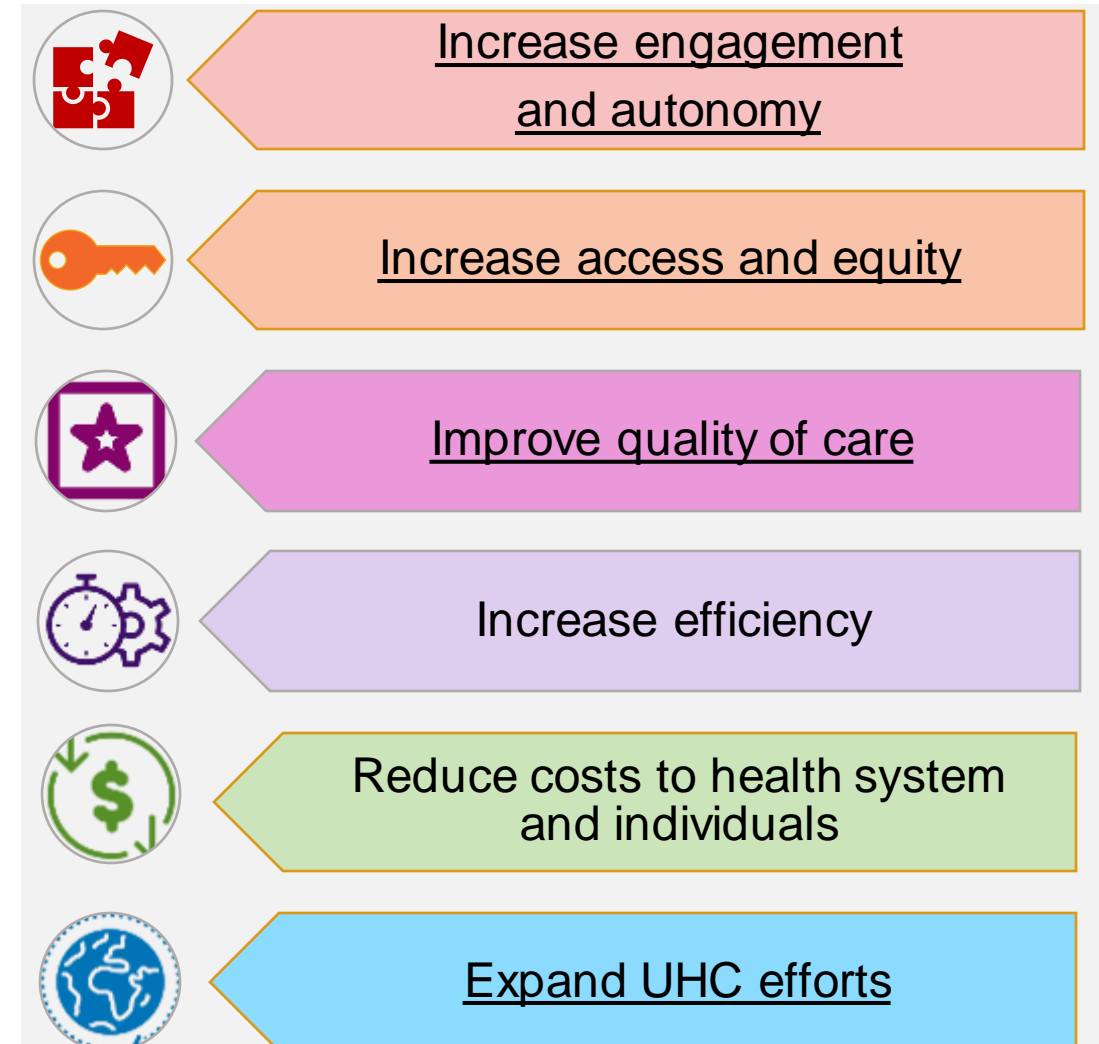 Increase engagement
and autonomy
Increase access and equity
Improve quality of care
Increase efficiency
Reduce costs to health system
and individuals
Expand UHC efforts